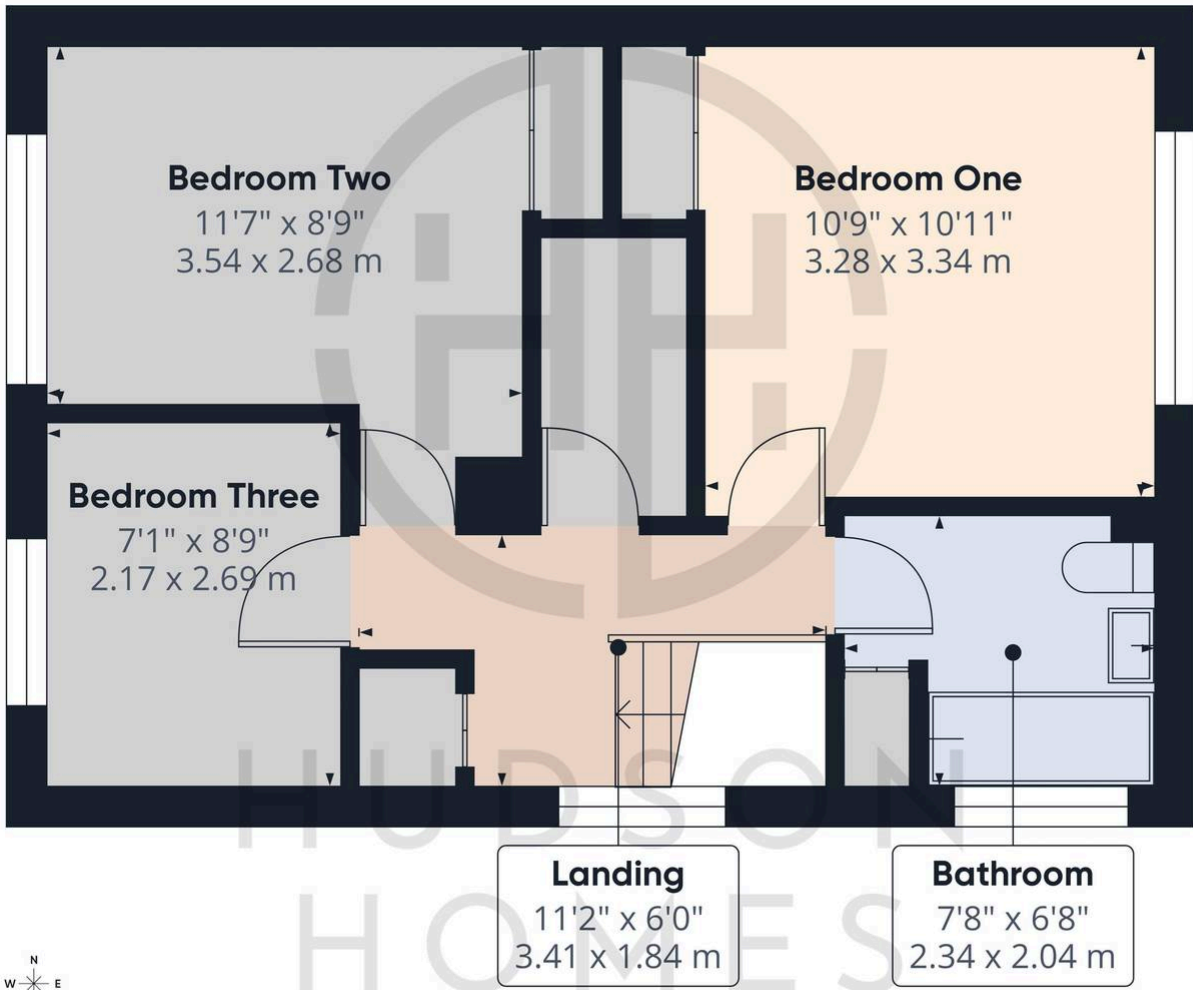 Bedroom Two
11'7" x 8'9"
3.54 x 2.68 m
Bedroom One
10'9" x 10'11"
3.28 x 3.34 m
Bedroom Three
7'1" x 8'9"
2.17 x 2.69 m
HUDSON
HOMES
Landing
11'2" x 6'0"
3.41 x 1.84 m
Bathroom
7'8" x 6'8"
2.34 x 2.04 m
N
W E